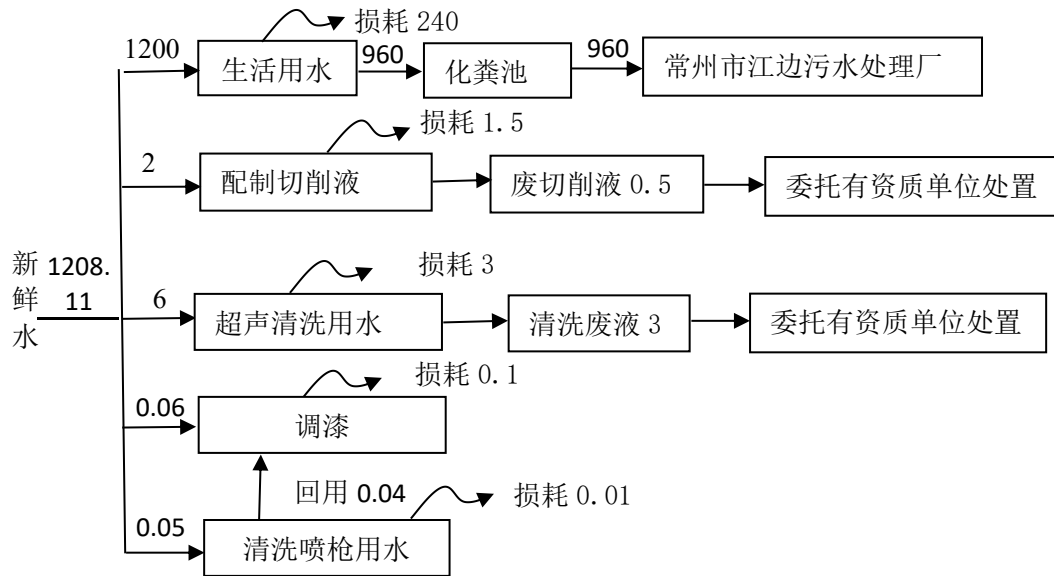 损耗 240
1200
生活用水
960
化粪池
960
常州市江边污水处理厂
损耗 1.5
2
配制切削液
废切削液 0.5
委托有资质单位处置
新鲜水
1208.
11
损耗 3
6
超声清洗用水
清洗废液 3
委托有资质单位处置
损耗 0.1
0.06
调漆
回用 0.04
损耗 0.01
0.05
清洗喷枪用水